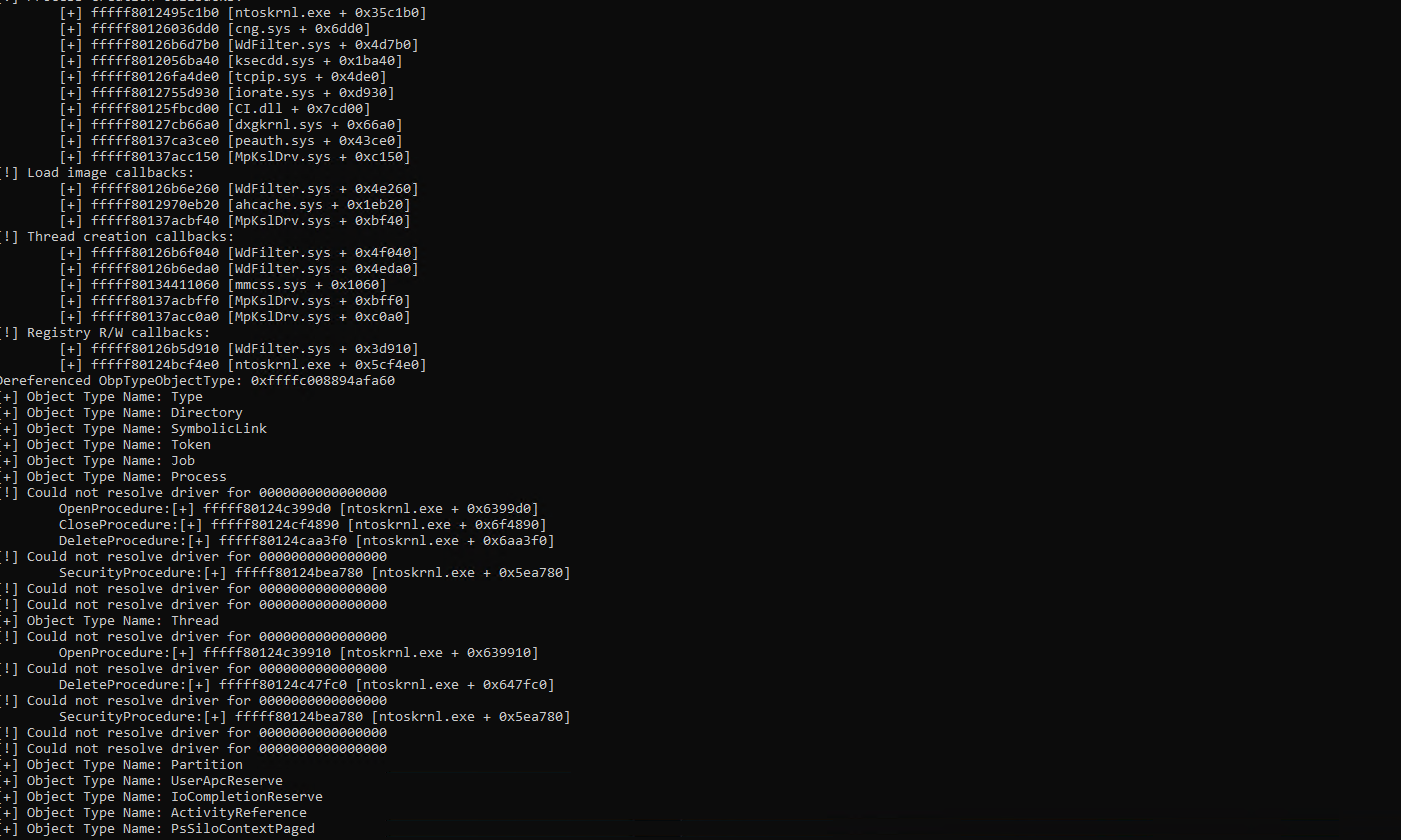 [!] Process creation callbacks:
[+] fffff8012495c1b0 [ntoskrnl.exe + 0x35c1b0]
[+] fffff80126036dd0 [cng.sys + 0x6dd0]
[+] fffff80126b6d7b0 [WdFilter.sys + 0x4d7b0]
[+] fffff8012056ba40 [ksecdd.sys + 0x1ba40]
[+] fffff80126fa4de0 [tcpip.sys + 0x4de0]
[+] fffff8012755d930 [iorate.sys + 0xd930]
[+] fffff80125fbcd00 [CI.dll + 0x7cd00]
[+] fffff80127cb66a0 [dxgkrnl.sys + 0x66a0]
[+] fffff80137ca3ce0 [peauth.sys + 0x43ce0]
[+] fffff80137acc150 [MpKslDrv.sys + 0xc150]
[!] Load image callbacks:
[+] fffff80126b6e260 [WdFilter.sys + 0x4e260]
[+] fffff8012970eb20 [ahcache.sys + 0x1eb20]
[+] fffff80137acbf40 [MpKslDrv.sys + 0xbf40]
[!] Thread creation callbacks:
[+] fffff80126b6f040 [WdFilter.sys + 0x4f040]
[+] fffff80126b6eda0 [WdFilter.sys + 0x4eda0]
[+] fffff80134411060 [mmcss.sys + 0x1060]
[+] fffff80137acbff0 [MpKslDrv.sys + 0xbff0]
[+] fffff80137acc0a0 [MpKslDrv.sys + 0xc0a0]
[!] Registry R/W callbacks:
[+] fffff80126b5d910 [WdFilter.sys + 0x3d910]
[+] fffff80124bcf4e0 [ntoskrnl.exe + 0x5cf4e0]
Dereferenced ObpTypeObjectType: 0xffffc008894afa60
[+] Object Type Name: Type
[+] Object Type Name: Directory
[+] Object Type Name: SymbolicLink
[+] Object Type Name: Token
[+] Object Type Name: Job
[+] Object Type Name: Process
[!] Could not resolve driver for 0000000000000000
OpenProcedure:[+] fffff80124c399d0 [ntoskrnl.exe + 0x6399d0]
CloseProcedure:[+] fffff80124cf4890 [ntoskrnl.exe + 0x6f4890]
DeleteProcedure:[+] fffff80124caa3f0 [ntoskrnl.exe + 0x6aa3f0]
[!] Could not resolve driver for 0000000000000000
SecurityProcedure:[+] fffff80124bea780 [ntoskrnl.exe + 0x5ea780]
[!] Could not resolve driver for 0000000000000000
[!] Could not resolve driver for 0000000000000000
[+] Object Type Name: Thread
[!] Could not resolve driver for 0000000000000000
OpenProcedure:[+] fffff80124c39910 [ntoskrnl.exe + 0x639910]
[!] Could not resolve driver for 0000000000000000
DeleteProcedure:[+] fffff80124c47fc0 [ntoskrnl.exe + 0x647fc0]
[!] Could not resolve driver for 0000000000000000
SecurityProcedure:[+] fffff80124bea780 [ntoskrnl.exe + 0x5ea780]
[!] Could not resolve driver for 0000000000000000
[!] Could not resolve driver for 0000000000000000
[+] Object Type Name: Partition
[+] Object Type Name: UserApcReserve
[+] Object Type Name: IoCompletionReserve
[+] Object Type Name: ActivityReference
[+] Object Type Name: PsSiloContextPaged